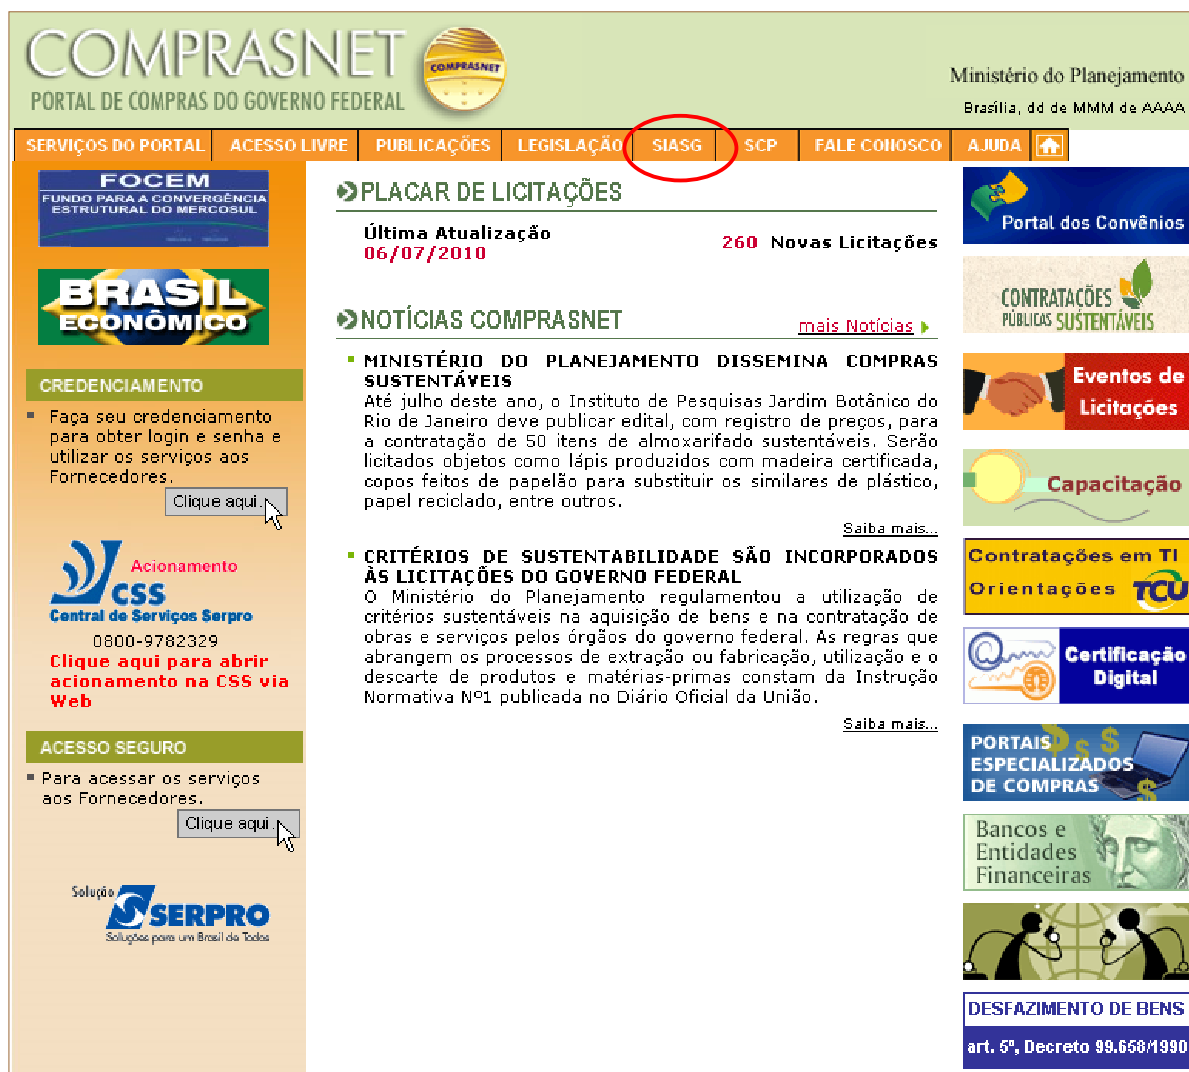 COMPRASNET
COMPRASNET
PORTAL DE COMPRAS DO GOVERNO FEDERAL
Ministério do Planejamento
Brasília, dd de MMM de AAAA
SERVIÇOS DO PORTAL ACESSO LIVRE PUBLICAÇÕES LEGISLAÇÃO SIASG SCP FALE CONOSCO AJUDA
FOCEM
FUNDO PARA A CONVERGÊNCIA
ESTRUTURAL DO MERCOSUL
BRASIL
ECONÔMICO
CREDENCIAMENTO
Faça seu credenciamento
para obter login e senha e
utilizar os serviços aos
Fornecedores.
Clique aqui...
Acionamento
CSS
Central de Serviços Serpro
0800-9782329
Clique aqui para abrir
acionamento na CSS via
Web
ACESSO SEGURO
Para acessar os serviços
aos Fornecedores.
Clique aqui...
Solução
SERPRO
Soluções para um Brasil de Todos
PLACAR DE LICITAÇÕES
Última Atualização
06/07/2010
260 Novas Licitações
NOTÍCIAS COMPRASNET
mais Notícias
MINISTÉRIO DO PLANEJAMENTO DISSEMINA COMPRAS
SUSTENTÁVEIS
Até julho deste ano, o Instituto de Pesquisas Jardim Botânico do
Rio de Janeiro deve publicar edital, com registro de preços, para
a contratação de 50 itens de almoxarifado sustentáveis. Serão
licitados objetos como lápis produzidos com madeira certificada,
copos feitos de papelão para substituir os similares de plástico,
papel reciclado, entre outros.
Saiba mais...
CRITÉRIOS DE SUSTENTABILIDADE SÃO INCORPORADOS
ÀS LICITAÇÕES DO GOVERNO FEDERAL
O Ministério do Planejamento regulamentou a utilização de
critérios sustentáveis na aquisição de bens e na contratação de
obras e serviços pelos órgãos do governo federal. As regras que
abrangem os processos de extração ou fabricação, utilização e o
descarte de produtos e matérias-primas constam da Instrução
Normativa Nº1 publicada no Diário Oficial da União.
Saiba mais...
Portal dos Convênios
CONTRATAÇÕES
PÚBLICAS SUSTENTÁVEIS
Eventos de
Licitações
Capacitação
Contratações em TI
Orientações TCU
Certificação
Digital
PORTAIS
ESPECIALIZADOS
DE COMPRAS
Bancos e
Entidades
Financeiras
DESFAZIMENTO DE BENS
art. 5º, Decreto 99.658/1990